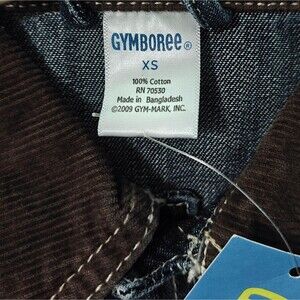 GYMBOREE®
XS
100% Cotton
RN 70530
Made in Bangladesh
©2009 GYM-MARK, INC.